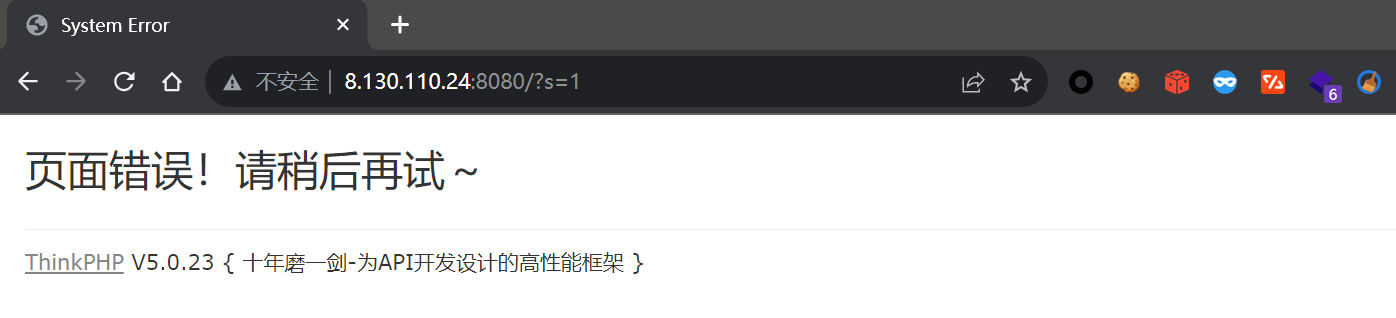 System Error
不安全 8.130.110.24:8080/?s=1
6
页面错误！请稍后再试～
ThinkPHP V5.0.23 { 十年磨一剑-为API开发设计的高性能框架 }